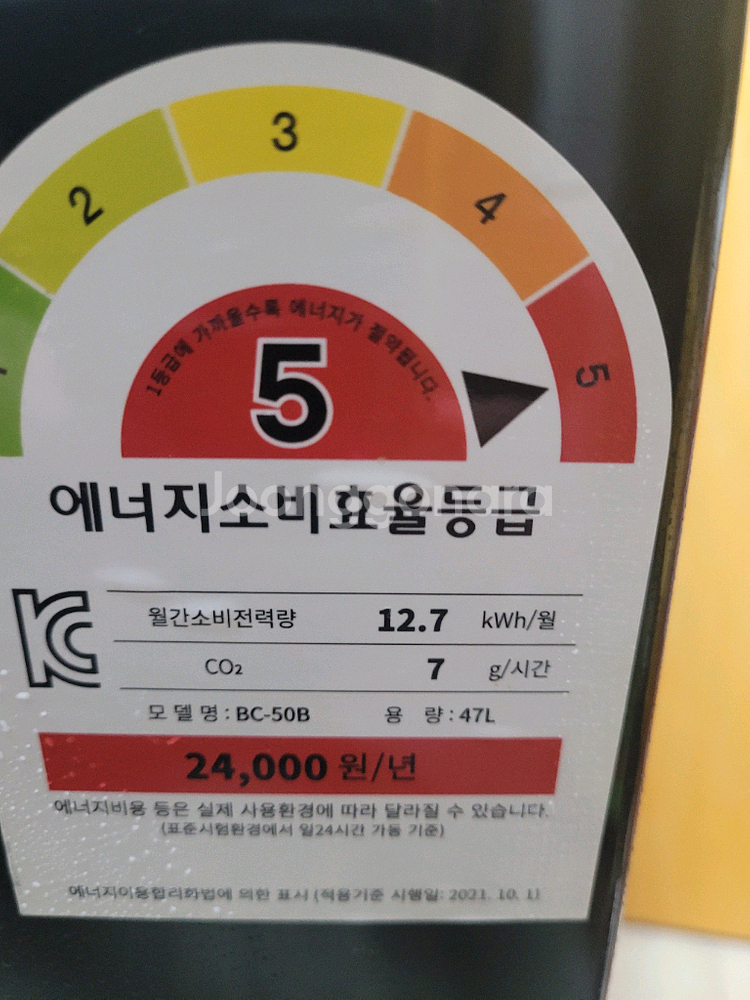 1
2
3
4
5
1등급에 가까울수록 에너지가 절약됩니다.
5
에너지소비효율등급
Joonggonara
월간소비전력량 12.7 kWh/월
CO₂ 7 g/시간
모델명 : BC-50B 용 량 : 47L
24,000 원/년
에너지비용 등은 실제 사용환경에 따라 달라질 수 있습니다.
(표준시험환경에서 일24시간 가동 기준)
에너지이용합리화법에 의한 표시 (적용기준 시행일: 2021. 10. 1)